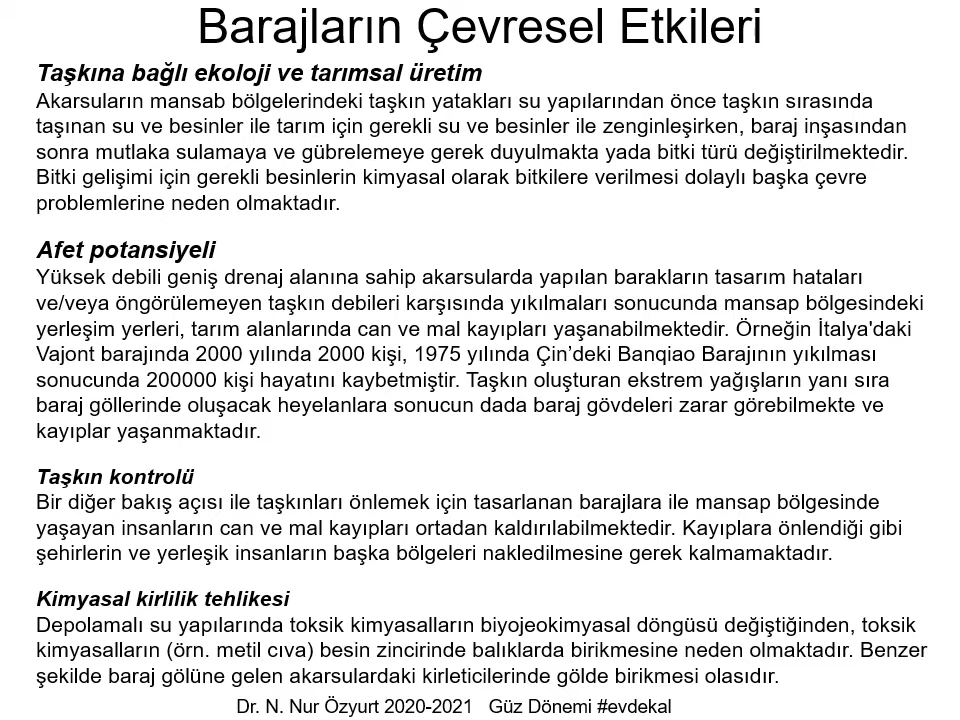 Barajların Çevresel Etkileri
Taşkına bağlı ekoloji ve tarımsal üretim
Akarsuların mansab bölgelerindeki taşkın yatakları su yapılarından önce taşkın sırasında
taşınan su ve besinler ile tarım için gerekli su ve besinler ile zenginleşirken, baraj inşasından
sonra mutlaka sulamaya ve gübrelemeye gerek duyulmakta yada bitki türü değiştirilmektedir.
Bitki gelişimi için gerekli besinlerin kimyasal olarak bitkilere verilmesi dolaylı başka çevre
problemlerine neden olmaktadır.
Afet potansiyeli
Yüksek debili geniş drenaj alanına sahip akarsularda yapılan barakların tasarım hataları
ve/veya öngörülemeyen taşkın debileri karşısında yıkılmaları sonucunda mansap bölgesindeki
yerleşim yerleri, tarım alanlarında can ve mal kayıpları yaşanabilmektedir. Örneğin İtalya'daki
Vajont barajında 2000 yılında 2000 kişi, 1975 yılında Çin’deki Banqiao Barajının yıkılması
sonucunda 200000 kişi hayatını kaybetmiştir. Taşkın oluşturan ekstrem yağışların yanı sıra
baraj göllerinde oluşacak heyelanlara sonucun dada baraj gövdeleri zarar görebilmekte ve
kayıplar yaşanmaktadır.
Taşkın kontrolü
Bir diğer bakış açısı ile taşkınları önlemek için tasarlanan barajlara ile mansap bölgesinde
yaşayan insanların can ve mal kayıpları ortadan kaldırılabilmektedir. Kayıplara önlendiği gibi
şehirlerin ve yerleşik insanların başka bölgeleri nakledilmesine gerek kalmamaktadır.
Kimyasal kirlilik tehlikesi
Depolamalı su yapılarında toksik kimyasalların biyojeokimyasal döngüsü değiştiğinden, toksik
kimyasalların (örn. metil cıva) besin zincirinde balıklarda birikmesine neden olmaktadır. Benzer
şekilde baraj gölüne gelen akarsulardaki kirleticilerinde gölde birikmesi olasıdır.
Dr. N. Nur Özyurt 2020-2021 Güz Dönemi #evdekal